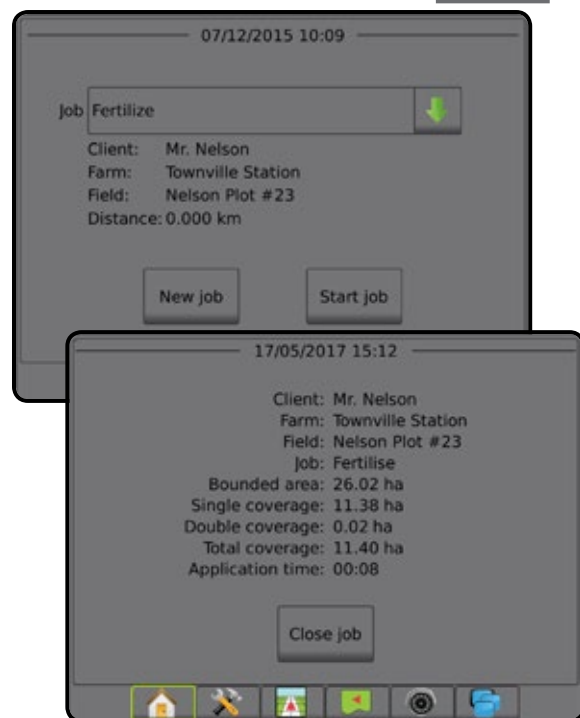 07/12/2015 10:09
Job Fertilize
Client: Mr. Nelson
Farm: Townville Station
Field: Nelson Plot #23
Distance: 0.000 km
New job Start job
17/05/2017 15:12
Client: Mr. Nelson
Farm: Townville Station
Field: Nelson Plot #23
Job: Fertilise
Bounded area: 26.02 ha
Single coverage: 11.38 ha
Double coverage: 0.02 ha
Total coverage: 11.40 ha
Application time: 00:08
Close job